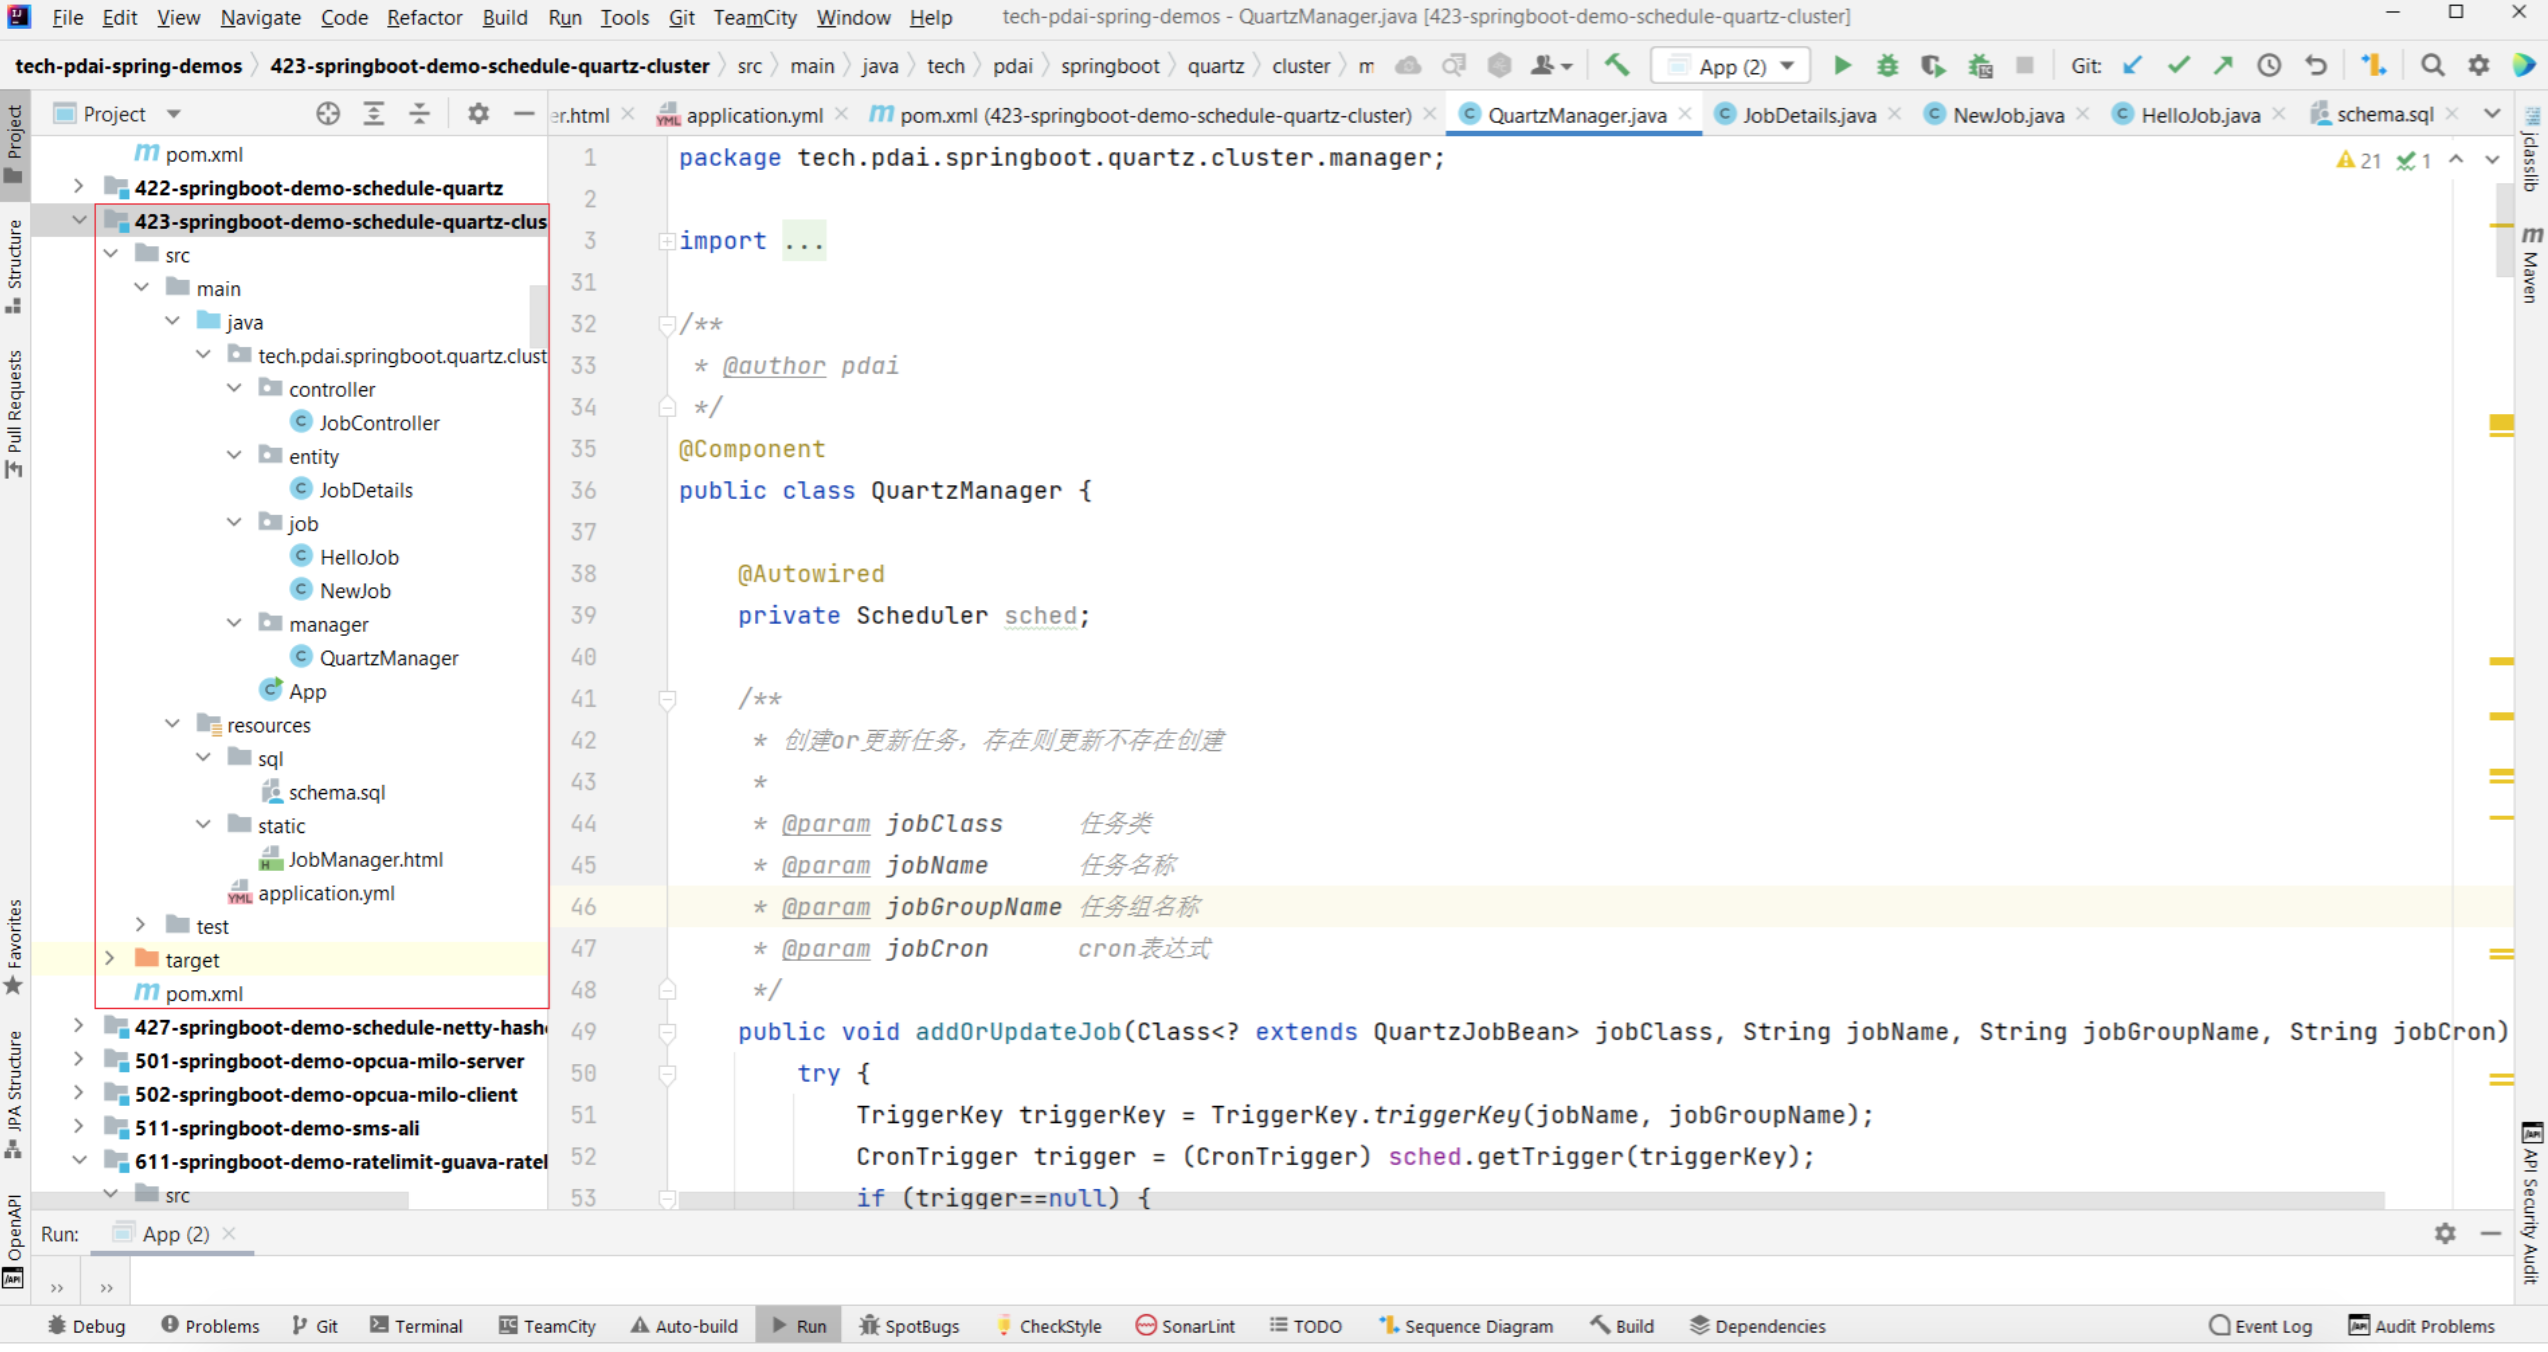 File Edit View Navigate Code Refactor Build Run Tools Git TeamCity Window Help tech-pdai-spring-demos - QuartzManager.java [423-springboot-demo-schedule-quartz-cluster]
tech-pdai-spring-demos 423-springboot-demo-schedule-quartz-cluster src main java tech pdai springboot quartz cluster m App (2) Git:
Project
er.html application.yml pom.xml (423-springboot-demo-schedule-quartz-cluster) QuartzManager.java JobDetails.java NewJob.java HelloJob.java schema.sql
Project
Structure
Pull Requests
Favorites
JPA Structure
OpenAPI
pom.xml
422-springboot-demo-schedule-quartz
423-springboot-demo-schedule-quartz-clus
src
main
java
tech.pdai.springboot.quartz.clust
controller
JobController
entity
JobDetails
job
HelloJob
NewJob
manager
QuartzManager
App
resources
sql
schema.sql
static
JobManager.html
application.yml
test
target
pom.xml
427-springboot-demo-schedule-netty-hash
501-springboot-demo-opcua-milo-server
502-springboot-demo-opcua-milo-client
511-springboot-demo-sms-ali
611-springboot-demo-ratelimit-guava-ratel
src
21 1
1 package tech.pdai.springboot.quartz.cluster.manager;
2
3 import ...
31
32 /**
33 * @author pdai
34 */
35 @Component
36 public class QuartzManager {
37
38 @Autowired
39 private Scheduler sched;
40
41 /**
42 * 创建or更新任务，存在则更新不存在创建
43 *
44 * @param jobClass 任务类
45 * @param jobName 任务名称
46 * @param jobGroupName 任务组名称
47 * @param jobCron cron表达式
48 */
49 public void addOrUpdateJob(Class<? extends QuartzJobBean> jobClass, String jobName, String jobGroupName, String jobCron)
50 try {
51 TriggerKey triggerKey = TriggerKey.triggerKey(jobName, jobGroupName);
52 CronTrigger trigger = (CronTrigger) sched.getTrigger(triggerKey);
53 if (trigger==null) {
jclasslib
Maven
API Security Audit
Run: App (2)
Debug Problems Git Terminal TeamCity Auto-build Run SpotBugs CheckStyle SonarLint TODO Sequence Diagram Build Dependencies Event Log Audit Problems